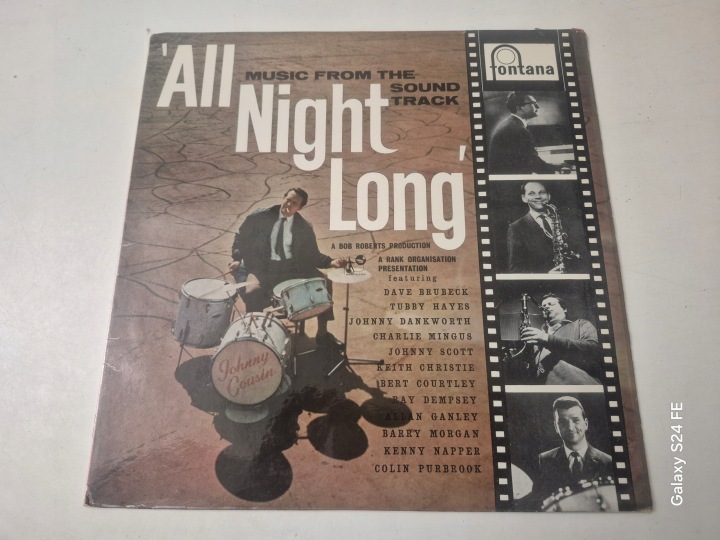 'All
Night
Long'
MUSIC FROM THE
SOUND
TRACK
fontana
A BOB ROBERTS PRODUCTION
A RANK ORGANISATION
PRESENTATION
featuring
DAVE BRUBECK
TUBBY HAYES
JOHNNY DANKWORTH
CHARLIE MINGUS
JOHNNY SCOTT
KEITH CHRISTIE
BERT COURTLEY
RAY DEMPSEY
ALLAN GANLEY
BARRY MORGAN
KENNY NAPPER
COLIN PURBROOK
Johnny
Cousin
Galaxy S24 FE